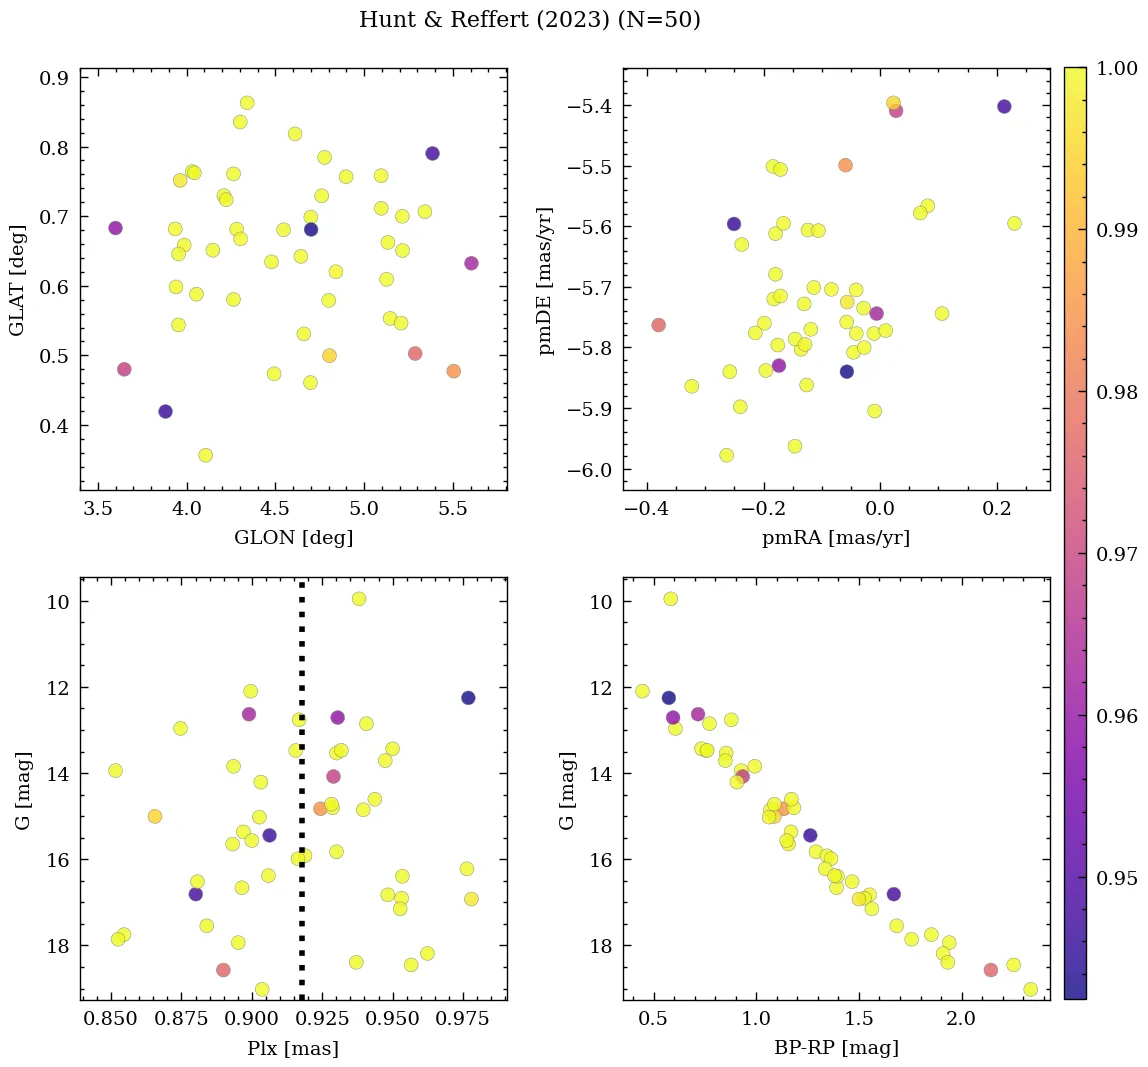 Hunt & Reffert (2023) (N=50)
0.9
0.8
0.7
0.6
0.5
0.4
GLAT [deg]
3.5 4.0 4.5 5.0 5.5
GLON [deg]
−5.4
−5.5
−5.6
−5.7
−5.8
−5.9
−6.0
pmDE [mas/yr]
−0.4 −0.2 0.0 0.2
pmRA [mas/yr]
1.00
0.99
0.98
0.97
0.96
0.95
10
12
14
16
18
G [mag]
0.850 0.875 0.900 0.925 0.950 0.975
Plx [mas]
10
12
14
16
18
G [mag]
0.5 1.0 1.5 2.0
BP-RP [mag]